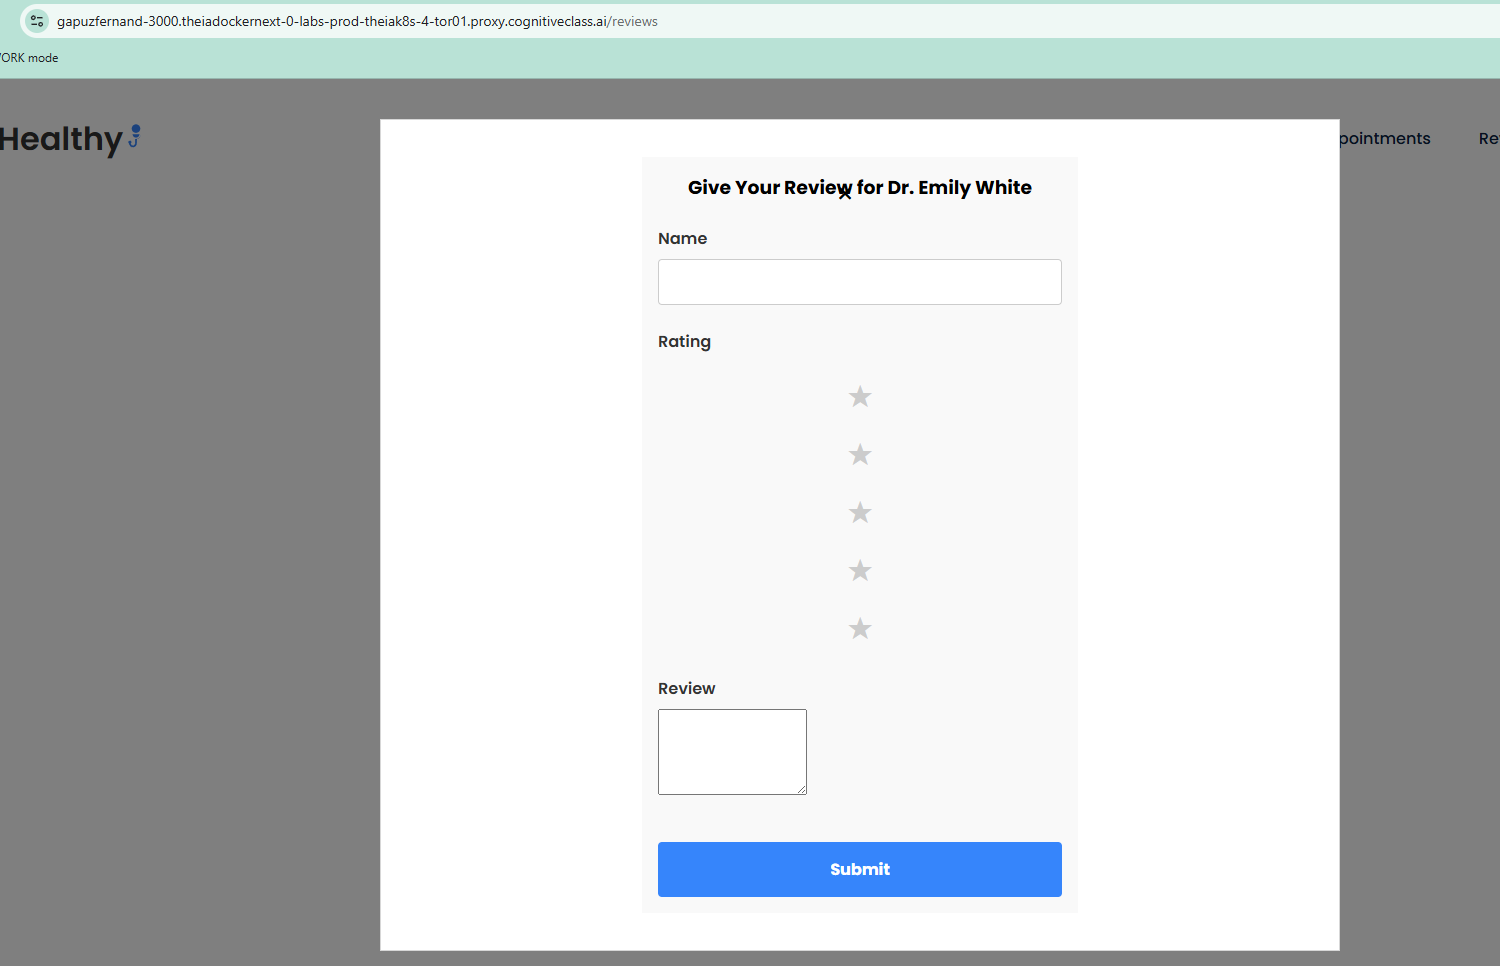 gapuzfernand-3000.theiadockernext-0-labs-prod-theiak8s-4-tor01.proxy.cognitiveclass.ai/reviews
ORK mode
Healthy
pointments
Re
Give Your Review for Dr. Emily White
Name
Rating
Review
Submit